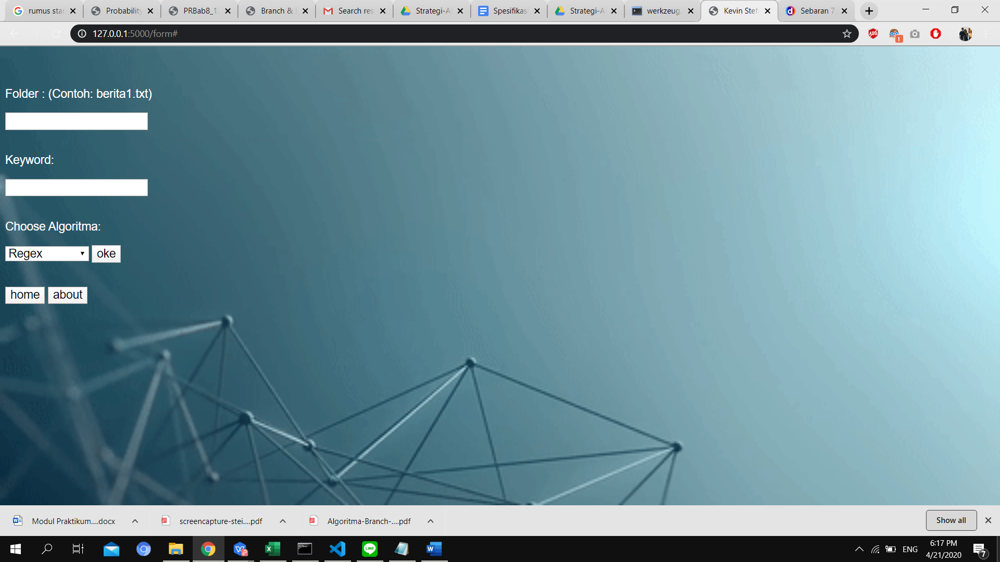 rumus star
Probability
PRBab8_1
Branch &
Search res
Strategi-A
Spesifikasi
Strategi-A
werkzeug.
Kevin Stef
Sebaran 7
127.0.0.1:5000/form#
Folder : (Contoh: berita1.txt)
Keyword:
Choose Algoritma:
Regex oke
home about
Modul Praktikum....docx
screencapture-stei....pdf
Algoritma-Branch-....pdf
Show all
ENG
6:17 PM
4/21/2020
7